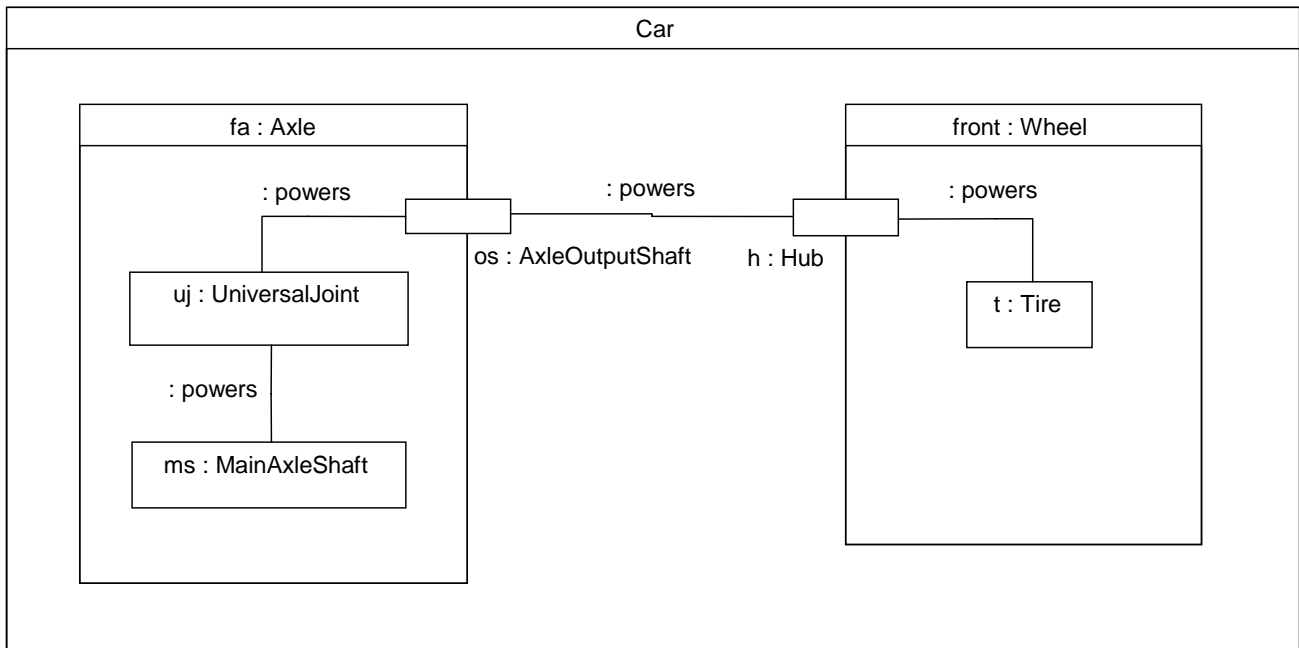 Car
fa : Axle
front : Wheel
: powers
: powers
: powers
os : AxleOutputShaft
h : Hub
uj : UniversalJoint
t : Tire
: powers
ms : MainAxleShaft